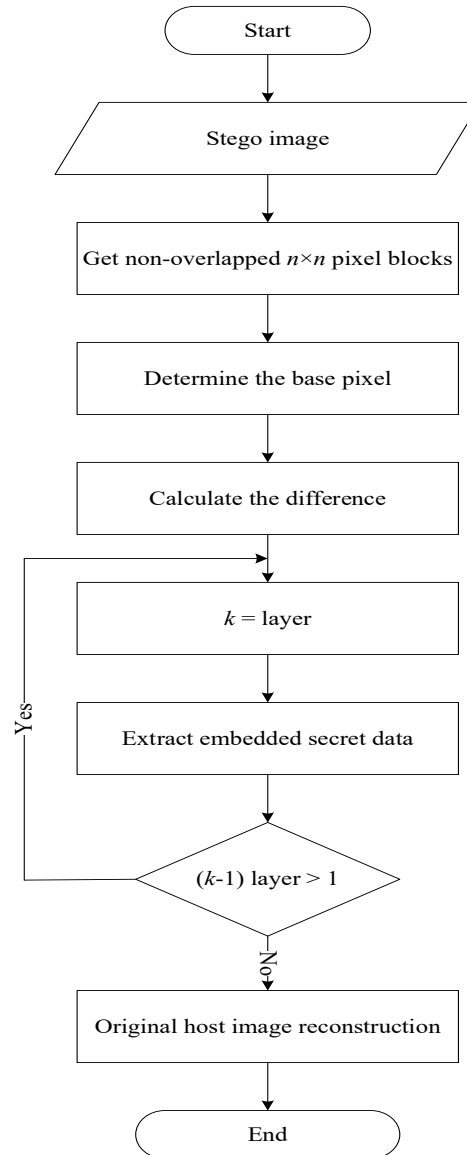 Start
Stego image
Get non-overlapped n×n pixel blocks
Determine the base pixel
Calculate the difference
k = layer
Extract embedded secret data
Yes
(k-1) layer > 1
No
Original host image reconstruction
End